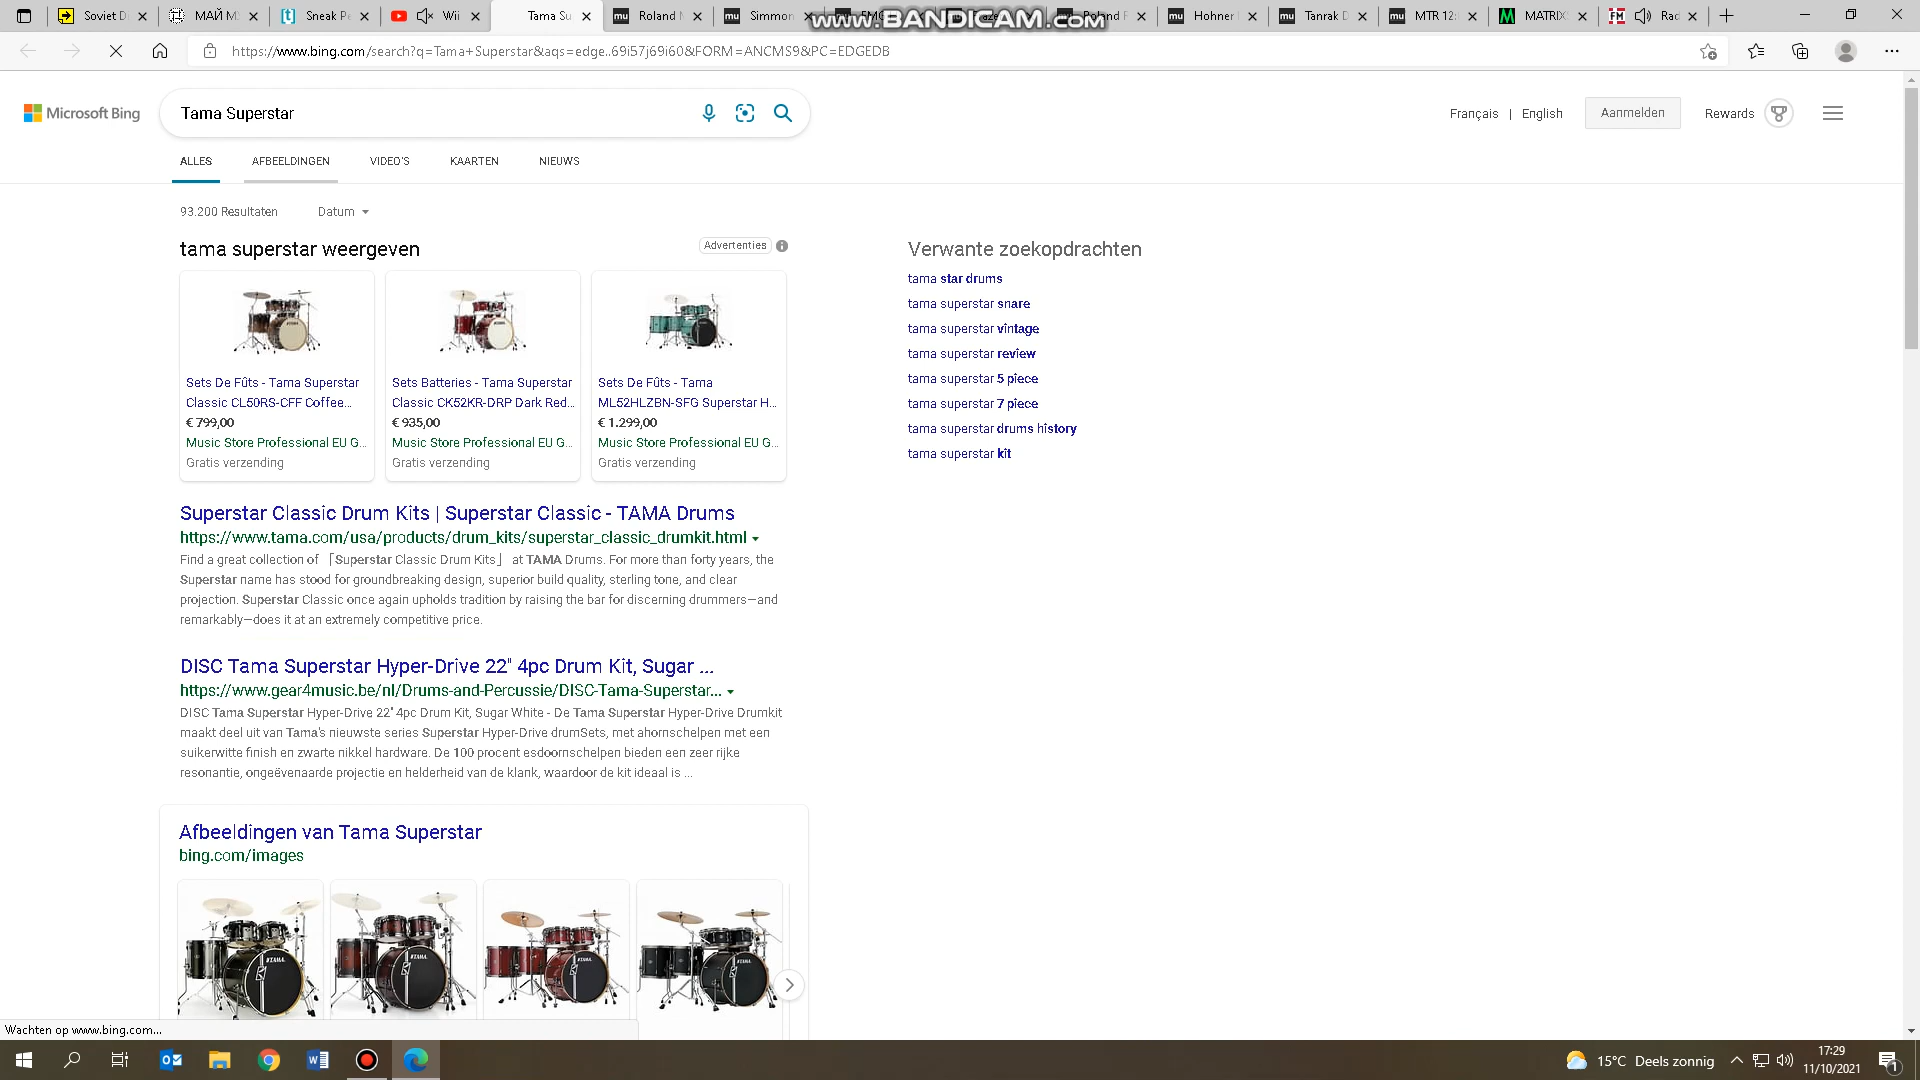 Soviet D
МАЙ М
Sneak P
Wii
Tama Su
Roland
Simmon
Hohner
Tanrak D
MTR 12:
MATRIX
Rad
www.BANDICAM.com
https://www.bing.com/search?q=Tama+Superstar&aqs=edge..69i57j69i60&FORM=ANCMS9&PC=EDGEDB
Microsoft Bing
Tama Superstar
Français | English
Aanmelden
Rewards
ALLES
AFBEELDINGEN
VIDEO'S
KAARTEN
NIEUWS
93.200 Resultaten
Datum
tama superstar weergeven
Advertenties
Sets De Fûts - Tama Superstar
Classic CL50RS-CFF Coffee...
€ 799,00
Music Store Professional EU G...
Gratis verzending
Sets Batteries - Tama Superstar
Classic CK52KR-DRP Dark Red...
€ 935,00
Music Store Professional EU G...
Gratis verzending
Sets De Fûts - Tama
ML52HLZBN-SFG Superstar H...
€ 1.299,00
Music Store Professional EU G...
Gratis verzending
Verwante zoekopdrachten
tama star drums
tama superstar snare
tama superstar vintage
tama superstar review
tama superstar 5 piece
tama superstar 7 piece
tama superstar drums history
tama superstar kit
Superstar Classic Drum Kits | Superstar Classic - TAMA Drums
https://www.tama.com/usa/products/drum_kits/superstar_classic_drumkit.html
Find a great collection of 「Superstar Classic Drum Kits」 at TAMA Drums. For more than forty years, the
Superstar name has stood for groundbreaking design, superior build quality, sterling tone, and clear
projection. Superstar Classic once again upholds tradition by raising the bar for discerning drummers—and
remarkably—does it at an extremely competitive price.
DISC Tama Superstar Hyper-Drive 22" 4pc Drum Kit, Sugar ...
https://www.gear4music.be/nl/Drums-and-Percussie/DISC-Tama-Superstar...
DISC Tama Superstar Hyper-Drive 22" 4pc Drum Kit, Sugar White - De Tama Superstar Hyper-Drive Drumkit
maakt deel uit van Tama's nieuwste series Superstar Hyper-Drive drumSets, met ahornschelpen met een
suikerwitte finish en zwarte nikkel hardware. De 100 procent esdoornschelpen bieden een zeer rijke
resonantie, ongeëvenaarde projectie en helderheid van de klank, waardoor de kit ideaal is ...
Afbeeldingen van Tama Superstar
bing.com/images
Wachten op www.bing.com...
15°C Deels zonnig
17:29
11/10/2021
1